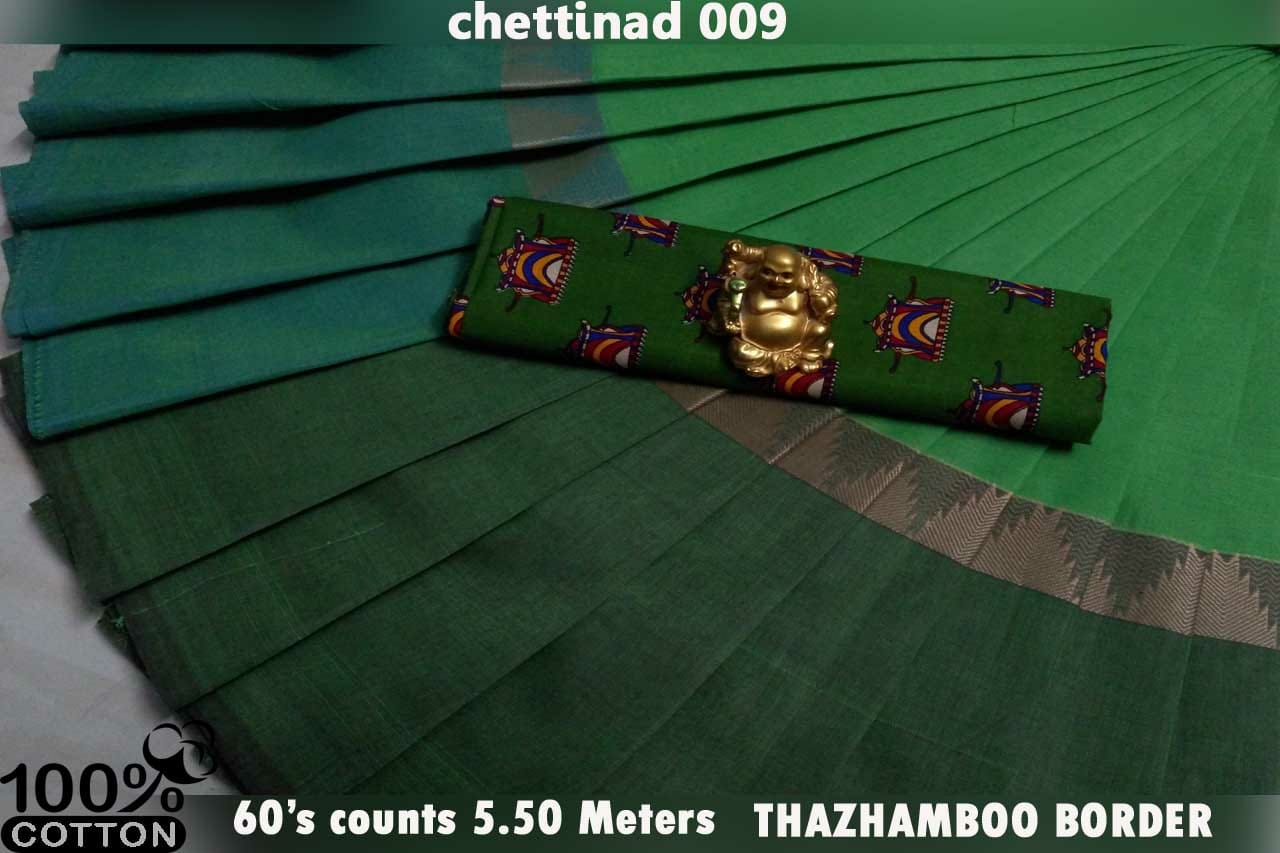 chettinad 009
100%
COTTON
60's counts 5.50 Meters THAZHAMBOO BORDER